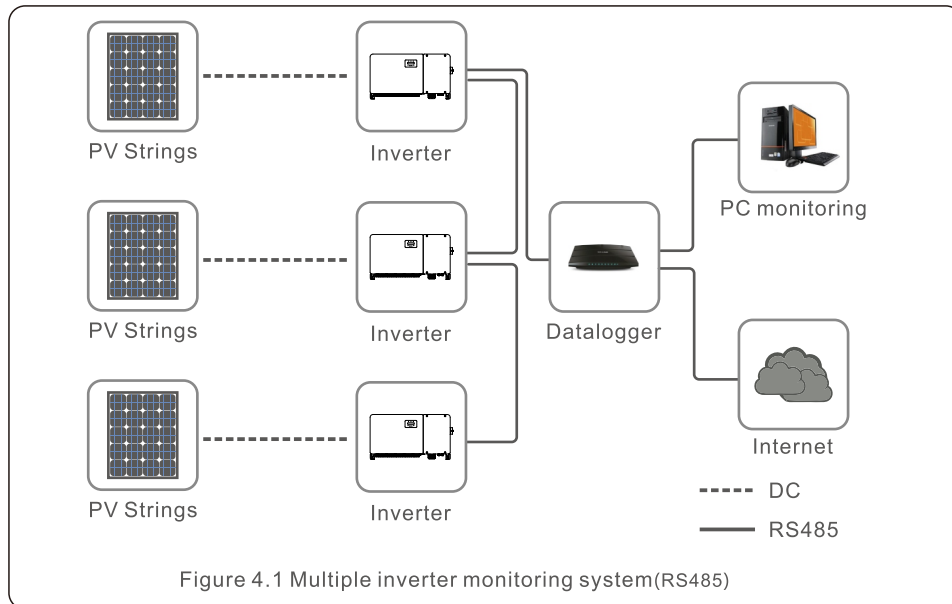 PV Strings
Inverter
PC monitoring
PV Strings
Inverter
Datalogger
Internet
PV Strings
Inverter
DC
RS485
Figure 4.1 Multiple inverter monitoring system(RS485)